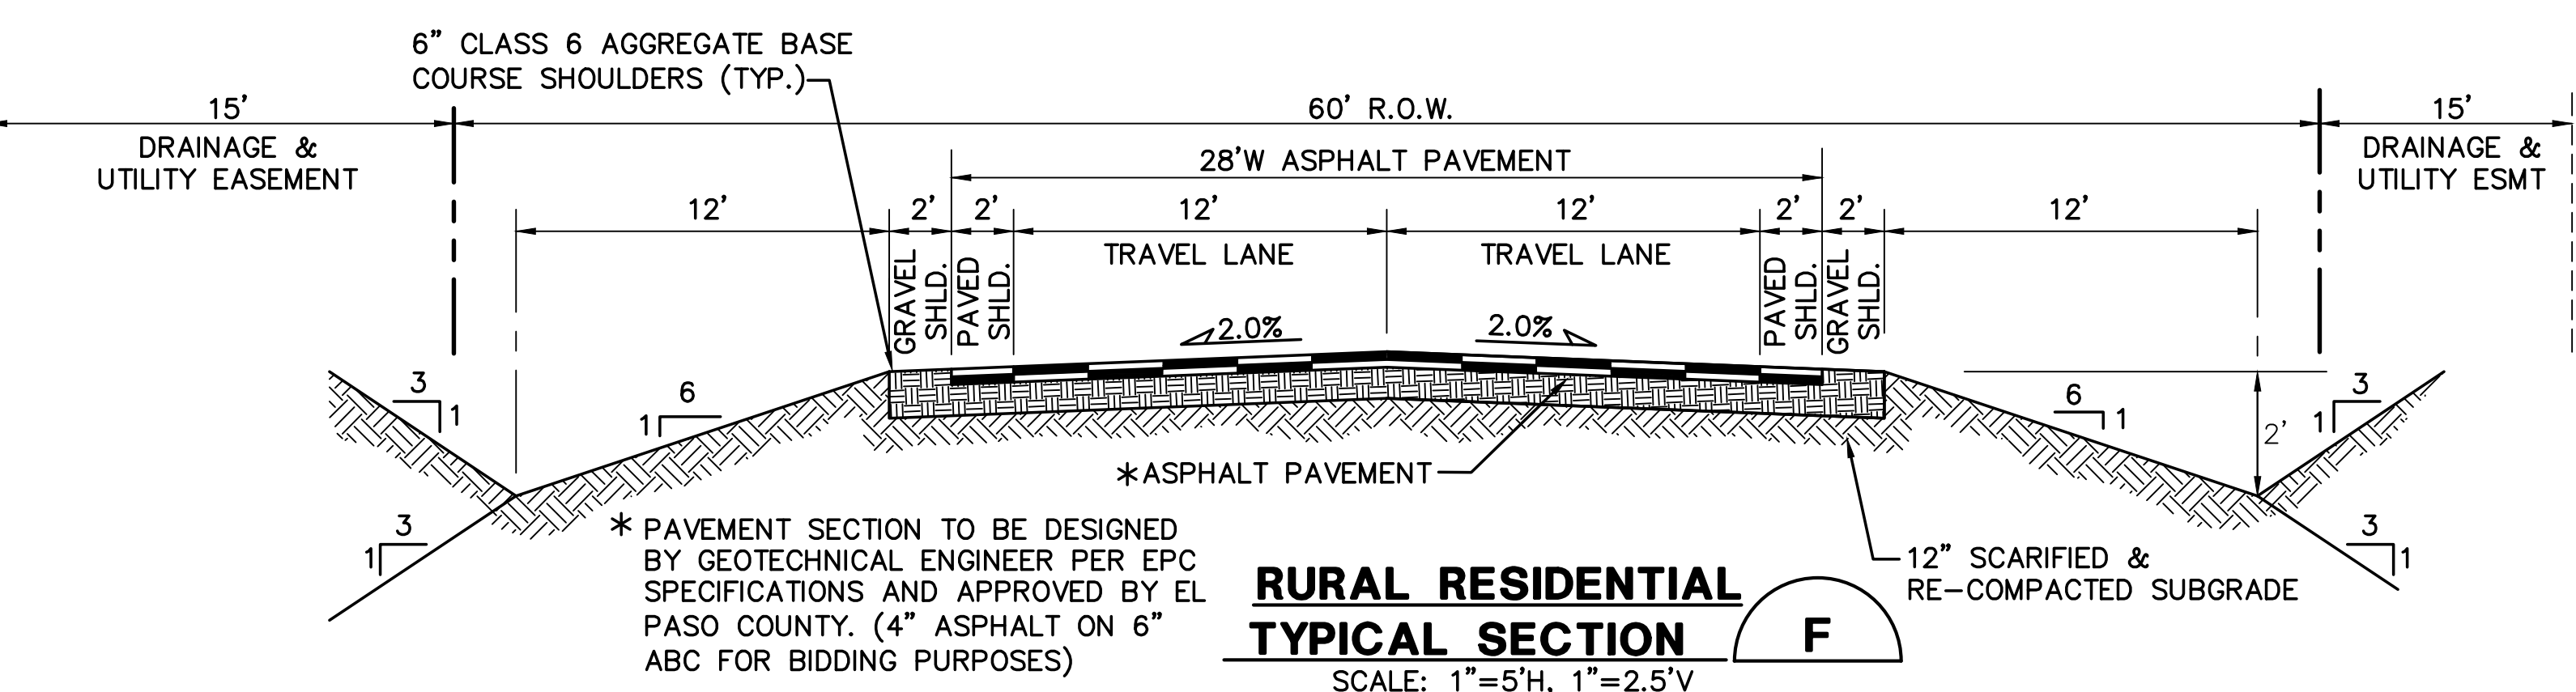 6" CLASS 6 AGGREGATE BASE
COURSE SHOULDERS (TYP.)
15'
DRAINAGE &
UTILITY EASEMENT
60' R.O.W.
15'
DRAINAGE &
UTILITY ESMT
28'W ASPHALT PAVEMENT
12'
2'
2'
12'
12'
2'
2'
12'
TRAVEL LANE
TRAVEL LANE
GRAVEL
SHLD.
PAVED
SHLD.
PAVED
SHLD.
GRAVEL
SHLD.
2.0%
2.0%
3
1
6
1
6
1
3
1
2'
*ASPHALT PAVEMENT
3
1
3
1
* PAVEMENT SECTION TO BE DESIGNED
BY GEOTECHNICAL ENGINEER PER EPC
SPECIFICATIONS AND APPROVED BY EL
PASO COUNTY. (4" ASPHALT ON 6"
ABC FOR BIDDING PURPOSES)
12" SCARIFIED &
RE-COMPACTED SUBGRADE
RURAL RESIDENTIAL
TYPICAL SECTION
F
SCALE: 1"=5'H, 1"=2.5'V